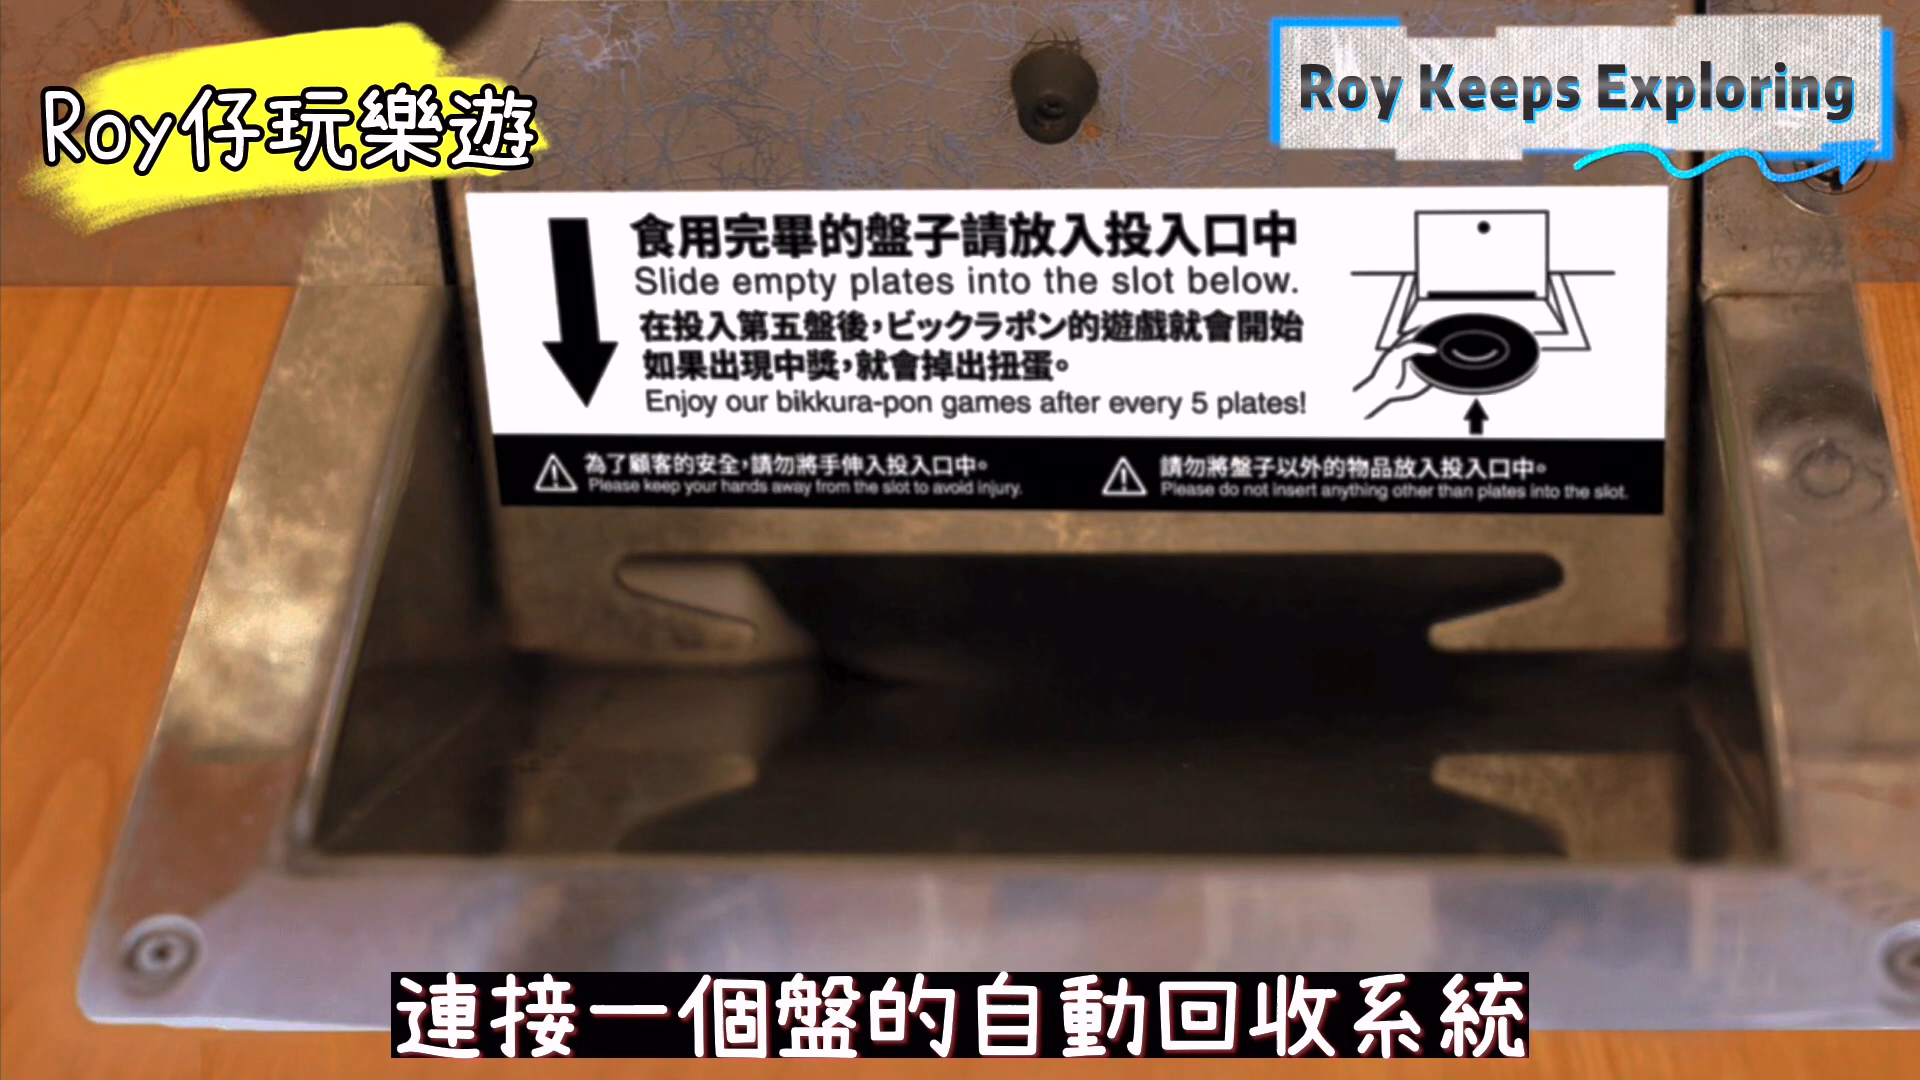 Roy仔玩樂遊
Roy Keeps Exploring
食用完畢的盤子請放入投入口中
Slide empty plates into the slot below.
在投入第五盤後，ビックラポン的遊戲就會開始
如果出現中獎，就會掉出扭蛋。
Enjoy our bikkura-pon games after every 5 plates!
為了顧客的安全，請勿將手伸入投入口中。
Please keep your hands away from the slot to avoid injury.
請勿將盤子以外的物品放入投入口中。
Please do not insert anything other than plates into the slot.
連接一個盤的自動回收系統